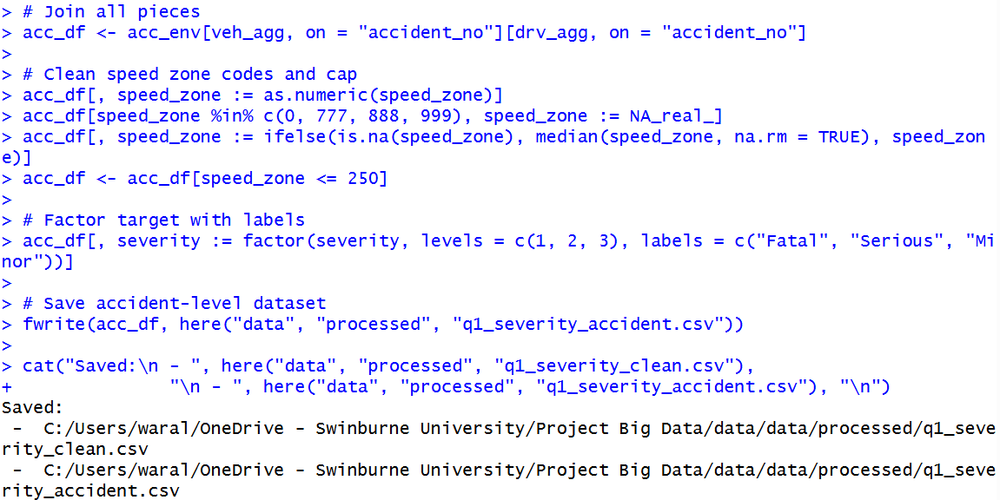 > # Join all pieces
> acc_df <- acc_env[veh_agg, on = "accident_no"][drv_agg, on = "accident_no"]
>
> # Clean speed zone codes and cap
> acc_df[, speed_zone := as.numeric(speed_zone)]
> acc_df[speed_zone %in% c(0, 777, 888, 999), speed_zone := NA_real_]
> acc_df[, speed_zone := ifelse(is.na(speed_zone), median(speed_zone, na.rm = TRUE), speed_zon
e)]
> acc_df <- acc_df[speed_zone <= 250]
>
> # Factor target with labels
> acc_df[, severity := factor(severity, levels = c(1, 2, 3), labels = c("Fatal", "Serious", "Mi
nor"))]
>
> # Save accident-level dataset
> fwrite(acc_df, here("data", "processed", "q1_severity_accident.csv"))
>
> cat("Saved:\n - ", here("data", "processed", "q1_severity_clean.csv"),
+               "\n - ", here("data", "processed", "q1_severity_accident.csv"), "\n")
Saved:
 -  C:/Users/waral/OneDrive - Swinburne University/Project Big Data/data/data/processed/q1_seve
rity_clean.csv
 -  C:/Users/waral/OneDrive - Swinburne University/Project Big Data/data/data/processed/q1_seve
rity_accident.csv